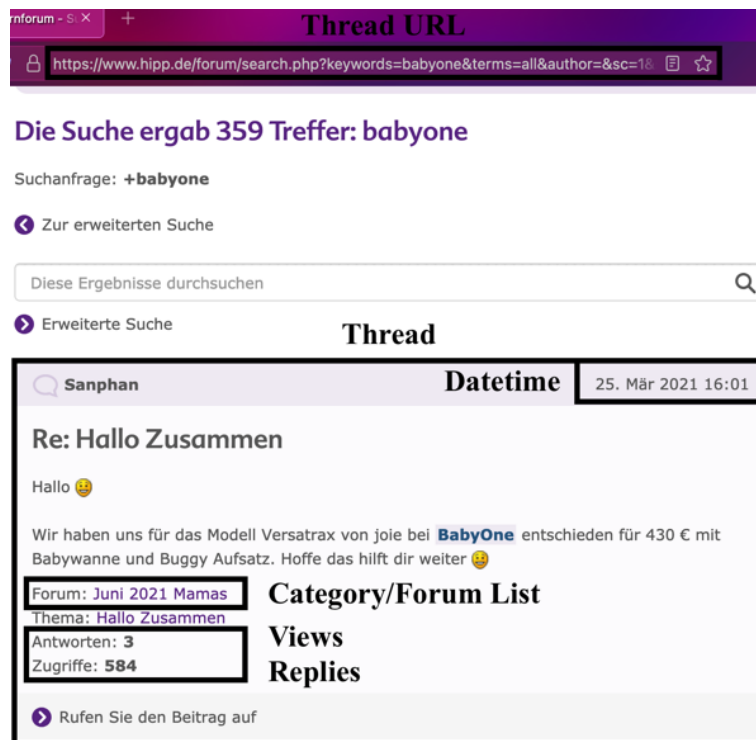 rnforum - S
Thread URL
https://www.hipp.de/forum/search.php?keywords=babyone&terms=all&author=&sc=1&
Die Suche ergab 359 Treffer: babyone
Suchanfrage: +babyone
Zur erweiterten Suche
Diese Ergebnisse durchsuchen
Erweiterte Suche
Thread
Sanphan
Datetime
25. Mär 2021 16:01
Re: Hallo Zusammen
Hallo
Wir haben uns für das Modell Versatrax von joie bei BabyOne entschieden für 430 € mit
Babywanne und Buggy Aufsatz. Hoffe das hilft dir weiter
Forum: Juni 2021 Mamas
Category/Forum List
Thema: Hallo Zusammen
Antworten: 3
Views
Zugriffe: 584
Replies
Rufen Sie den Beitrag auf